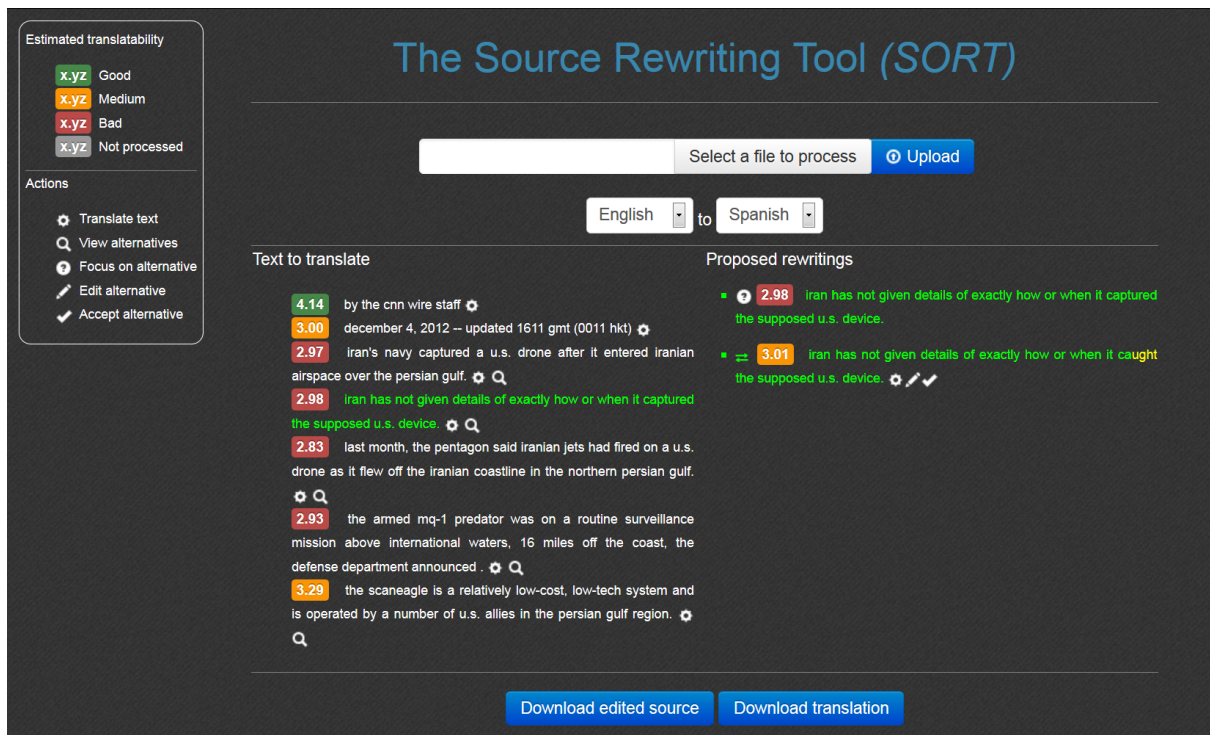 Estimated translatability
x.yz Good
x.yz Medium
x.yz Bad
x.yz Not processed
Actions
Translate text
View alternatives
Focus on alternative
Edit alternative
Accept alternative
The Source Rewriting Tool (SORT)
Select a file to process Upload
English to Spanish
Text to translate
4.14 by the cnn wire staff
3.00 december 4, 2012 -- updated 1611 gmt (0011 hkt)
2.97 iran's navy captured a u.s. drone after it entered iranian
airspace over the persian gulf.
2.98 iran has not given details of exactly how or when it captured
the supposed u.s. device.
2.83 last month, the pentagon said iranian jets had fired on a u.s.
drone as it flew off the iranian coastline in the northern persian gulf.
2.93 the armed mq-1 predator was on a routine surveillance
mission above international waters, 16 miles off the coast, the
defense department announced .
3.29 the scaneagle is a relatively low-cost, low-tech system and
is operated by a number of u.s. allies in the persian gulf region.
Proposed rewritings
2.98 iran has not given details of exactly how or when it captured
the supposed u.s. device.
3.01 iran has not given details of exactly how or when it caught
the supposed u.s. device.
Download edited source Download translation